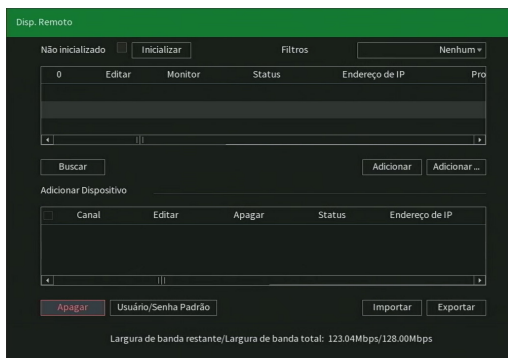 Disp. Remoto
Não inicializado Inicializar Filtros Nenhum
0 Editar Monitor Status Endereço de IP Pro
Buscar Adicionar Adicionar ...
Adicionar Dispositivo
Canal Editar Apagar Status Endereço de IP
Apagar Usuário/Senha Padrão Importar Exportar
Largura de banda restante/Largura de banda total: 123.04Mbps/128.00Mbps